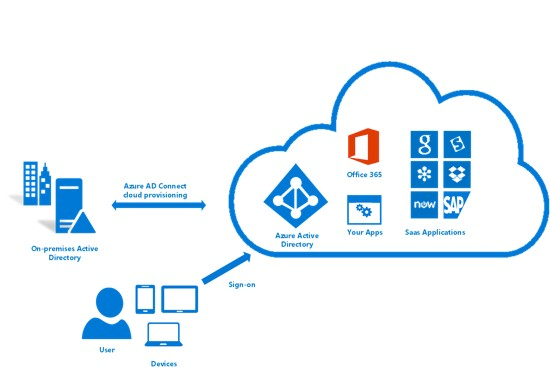 Office 365
g
now
SAP
Azure AD Connect
cloud provisioning
On-premises Active
Directory
Azure Active
Directory
Your Apps
Saas Applications
Sign-on
User
Devices